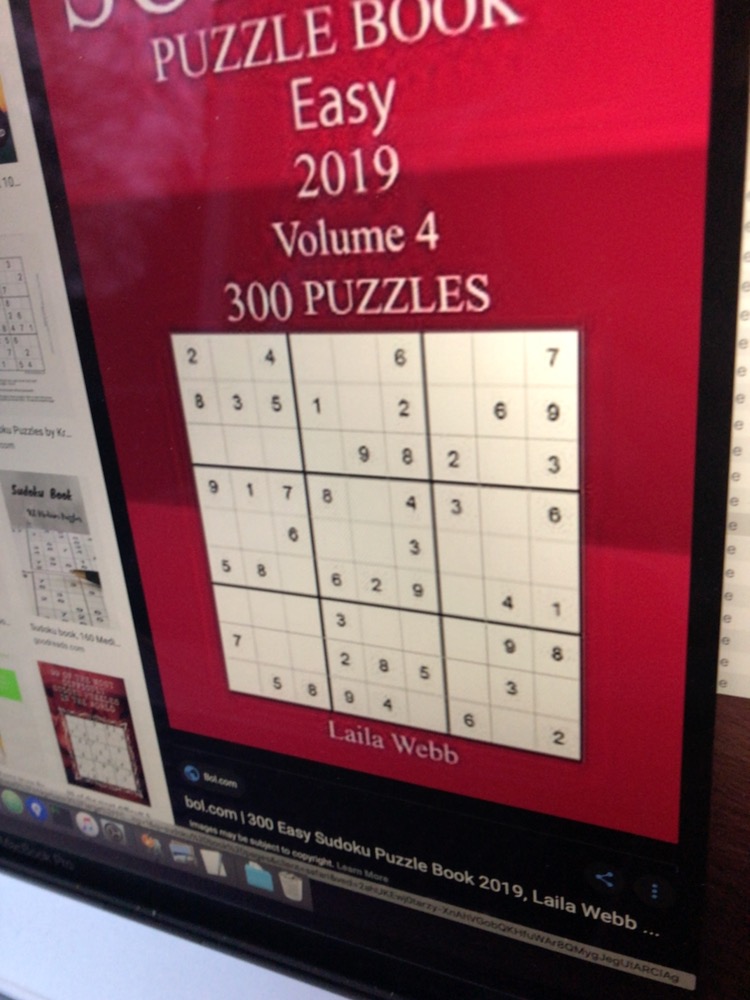 PUZZLE BOOK
Easy
2019
Volume 4
300 PUZZLES
2 4 6 7
8 3 5 1 2 6 9
9 8 2 3
9 1 7 8 4 3 6
6 3
5 8 6 2 9 4 1
3 9 8
7 2 8 5 3
5 8 9 4 6 2
Laila Webb
Bol.com
bol.com | 300 Easy Sudoku Puzzle Book 2019, Laila Webb ...
Images may be subject to copyright. Learn More
10...
ku Puzzles by Kr...
com
Sudoku Book
Sudoku book, 160 Medi...
goodreads.com
MacBook Pro